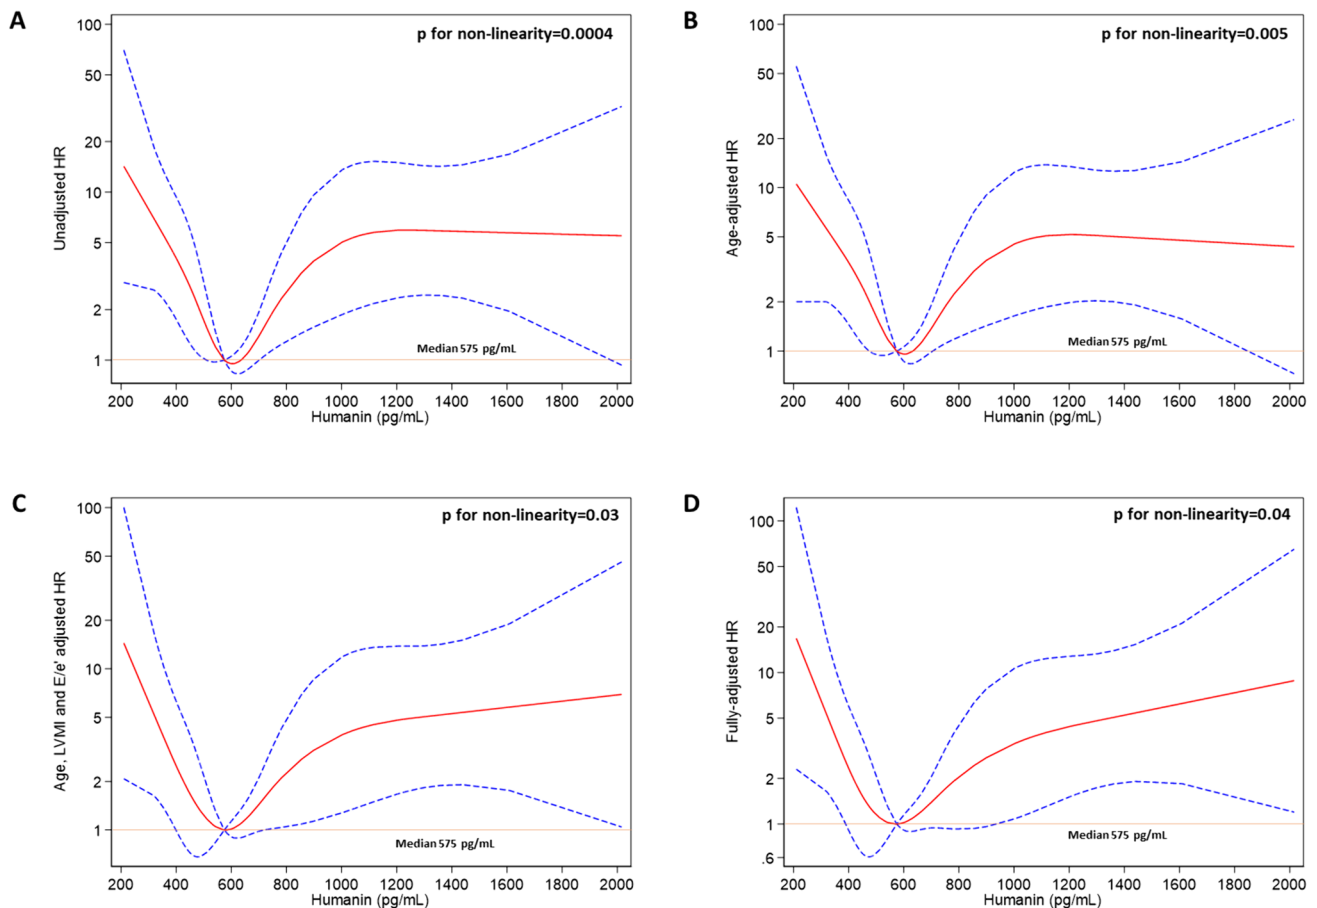 A
p for non-linearity=0.0004
Unadjusted HR
100
50
20
10
5
2
1
Median 575 pg/mL
200 400 600 800 1000 1200 1400 1600 1800 2000
Humanin (pg/mL)
B
p for non-linearity=0.005
Age-adjusted HR
100
50
20
10
5
2
1
Median 575 pg/mL
200 400 600 800 1000 1200 1400 1600 1800 2000
Humanin (pg/mL)
C
p for non-linearity=0.03
Age, LVMI and E/e' adjusted HR
100
50
20
10
5
2
1
Median 575 pg/mL
200 400 600 800 1000 1200 1400 1600 1800 2000
Humanin (pg/mL)
D
p for non-linearity=0.04
Fully-adjusted HR
100
50
20
10
5
2
1
.6
Median 575 pg/mL
200 400 600 800 1000 1200 1400 1600 1800 2000
Humanin (pg/mL)